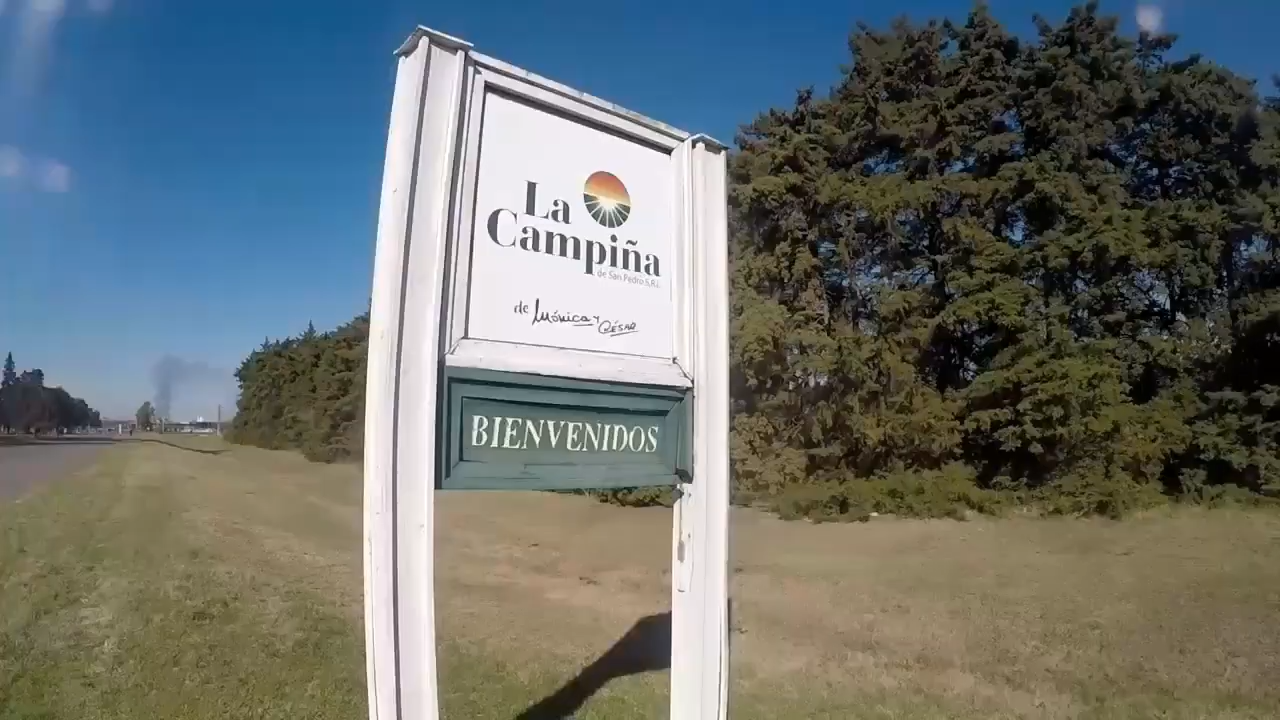 La
Campiña
de San Pedro S.R.L.
de Mónica y
César
BIENVENIDOS